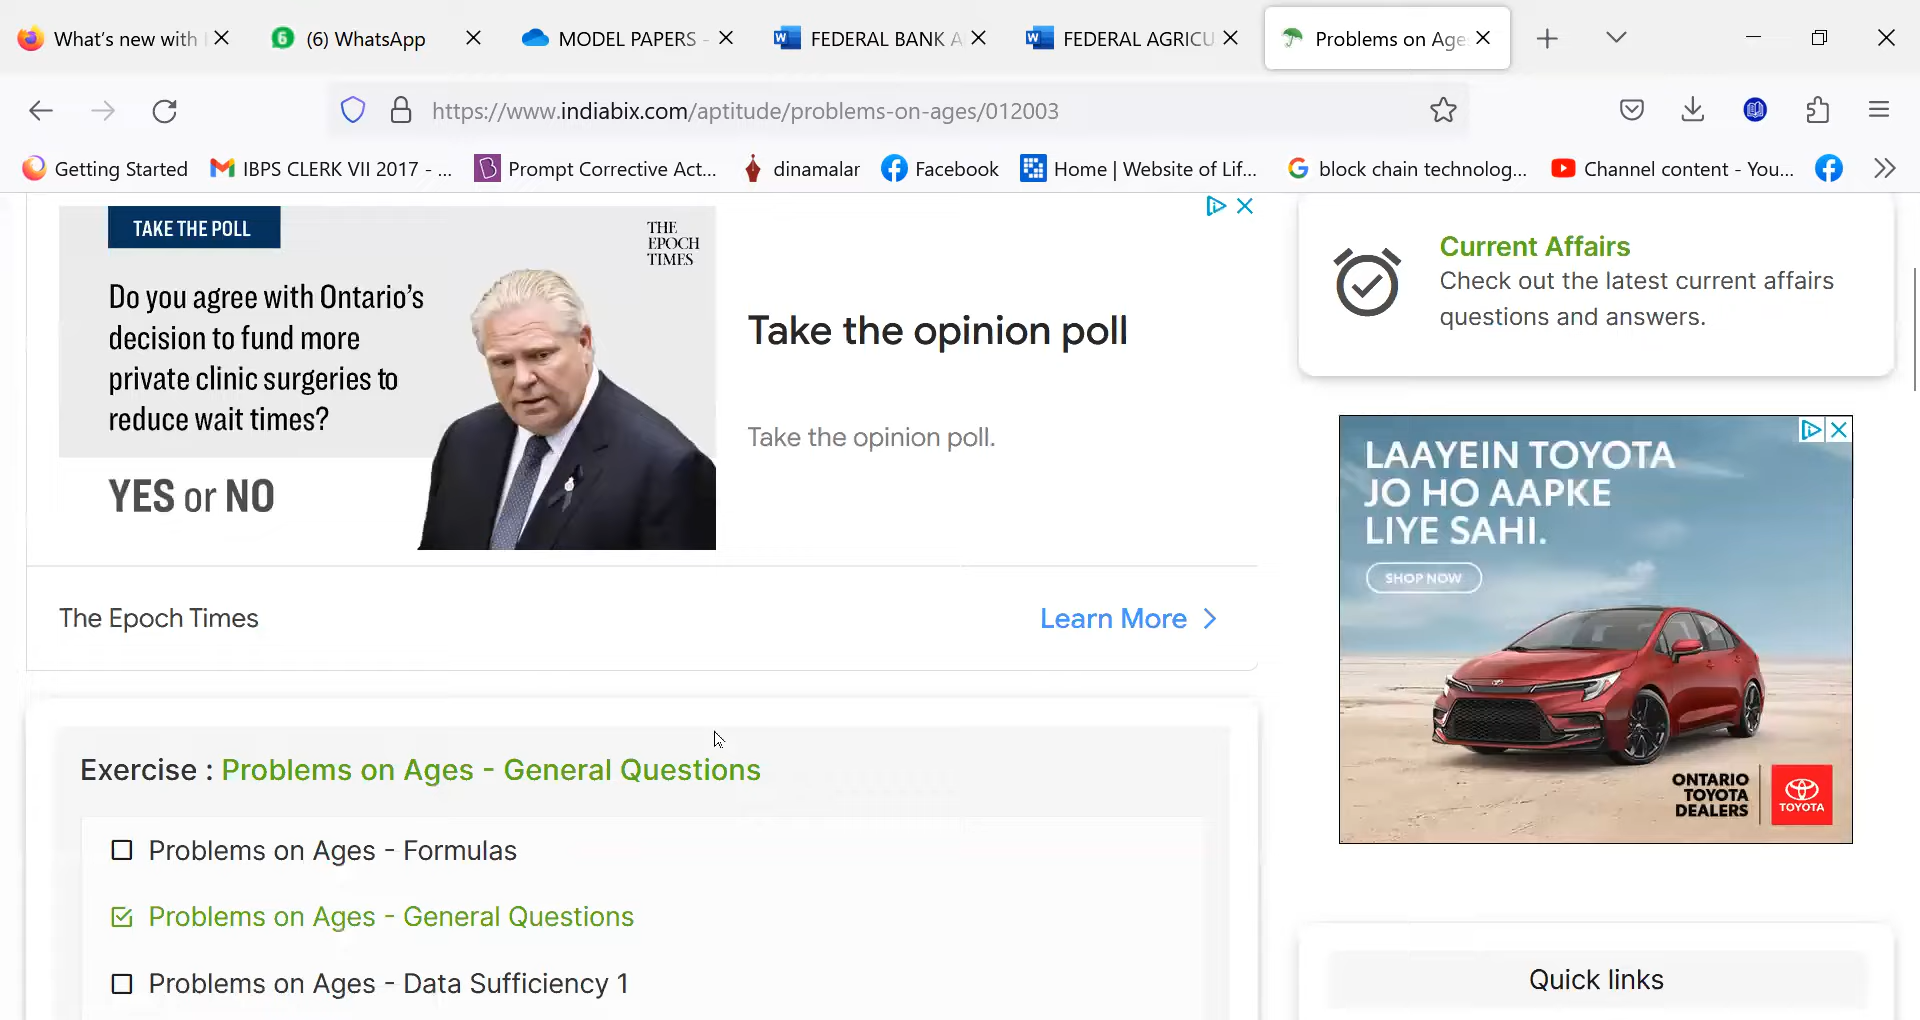 What's new with
(6) WhatsApp
MODEL PAPERS -
FEDERAL BANK A
FEDERAL AGRICU
Problems on Age
https://www.indiabix.com/aptitude/problems-on-ages/012003
Getting Started
IBPS CLERK VII 2017 - ...
Prompt Corrective Act...
dinamalar
Facebook
Home | Website of Lif...
block chain technolog...
Channel content - You...
TAKE THE POLL
THE
EPOCH
TIMES
Do you agree with Ontario's
decision to fund more
private clinic surgeries to
reduce wait times?
YES or NO
Take the opinion poll
Take the opinion poll.
The Epoch Times
Learn More
Current Affairs
Check out the latest current affairs
questions and answers.
LAAYEIN TOYOTA
JO HO AAPKE
LIYE SAHI.
SHOP NOW
ONTARIO
TOYOTA
DEALERS
TOYOTA
Exercise : Problems on Ages - General Questions
Problems on Ages - Formulas
Problems on Ages - General Questions
Problems on Ages - Data Sufficiency 1
Quick links